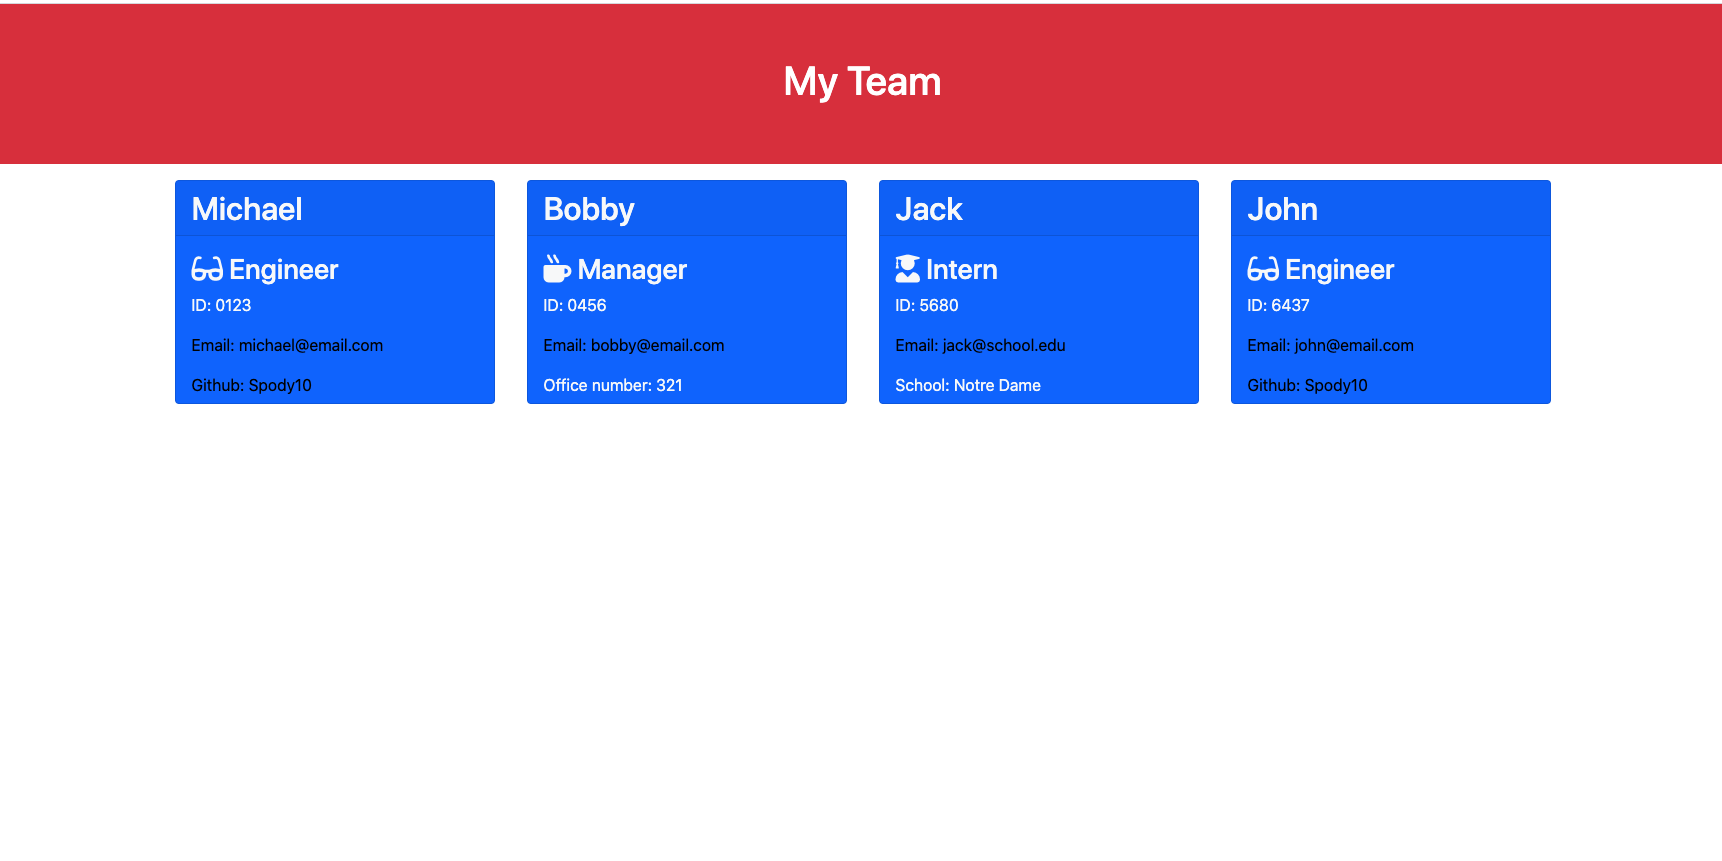 My Team
Michael
Engineer
ID: 0123
Email: michael@email.com
Github: Spody10
Bobby
Manager
ID: 0456
Email: bobby@email.com
Office number: 321
Jack
Intern
ID: 5680
Email: jack@school.edu
School: Notre Dame
John
Engineer
ID: 6437
Email: john@email.com
Github: Spody10